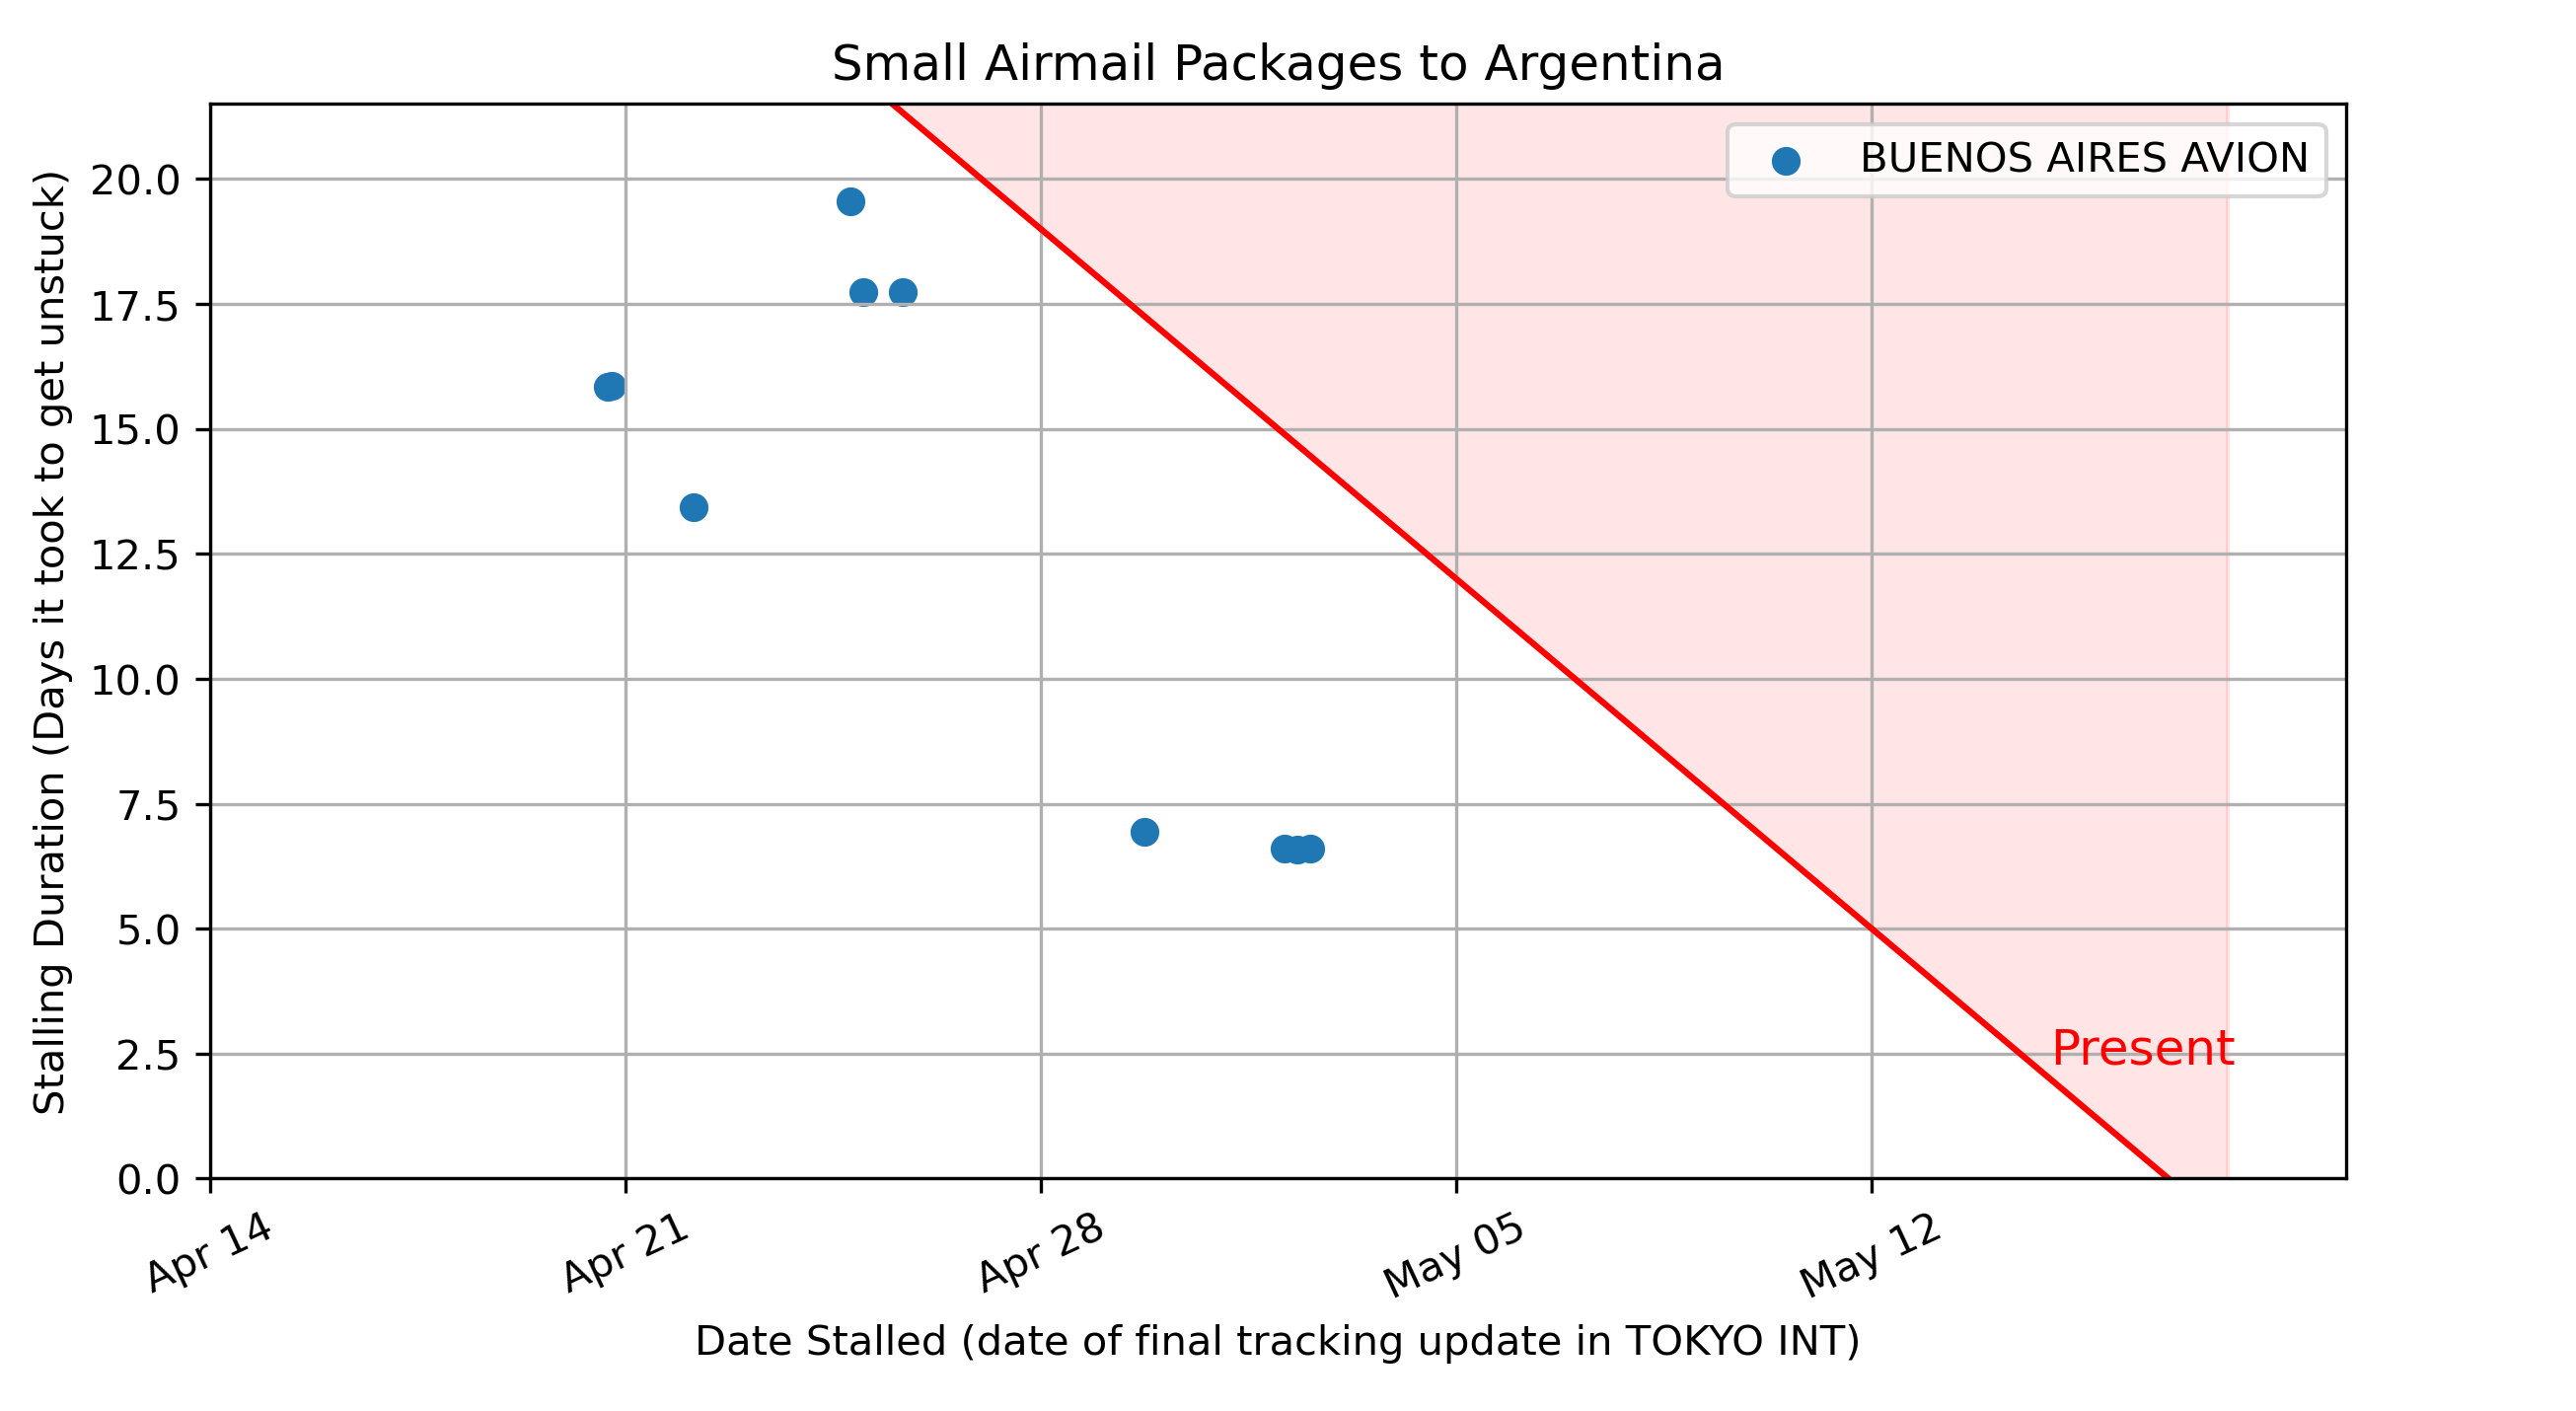 Small Airmail Packages to Argentina
BUENOS AIRES AVION
Stalling Duration (Days it took to get unstuck)
20.0
17.5
15.0
12.5
10.0
7.5
5.0
2.5
0.0
Present
Apr 14
Apr 21
Apr 28
May 05
May 12
Date Stalled (date of final tracking update in TOKYO INT)